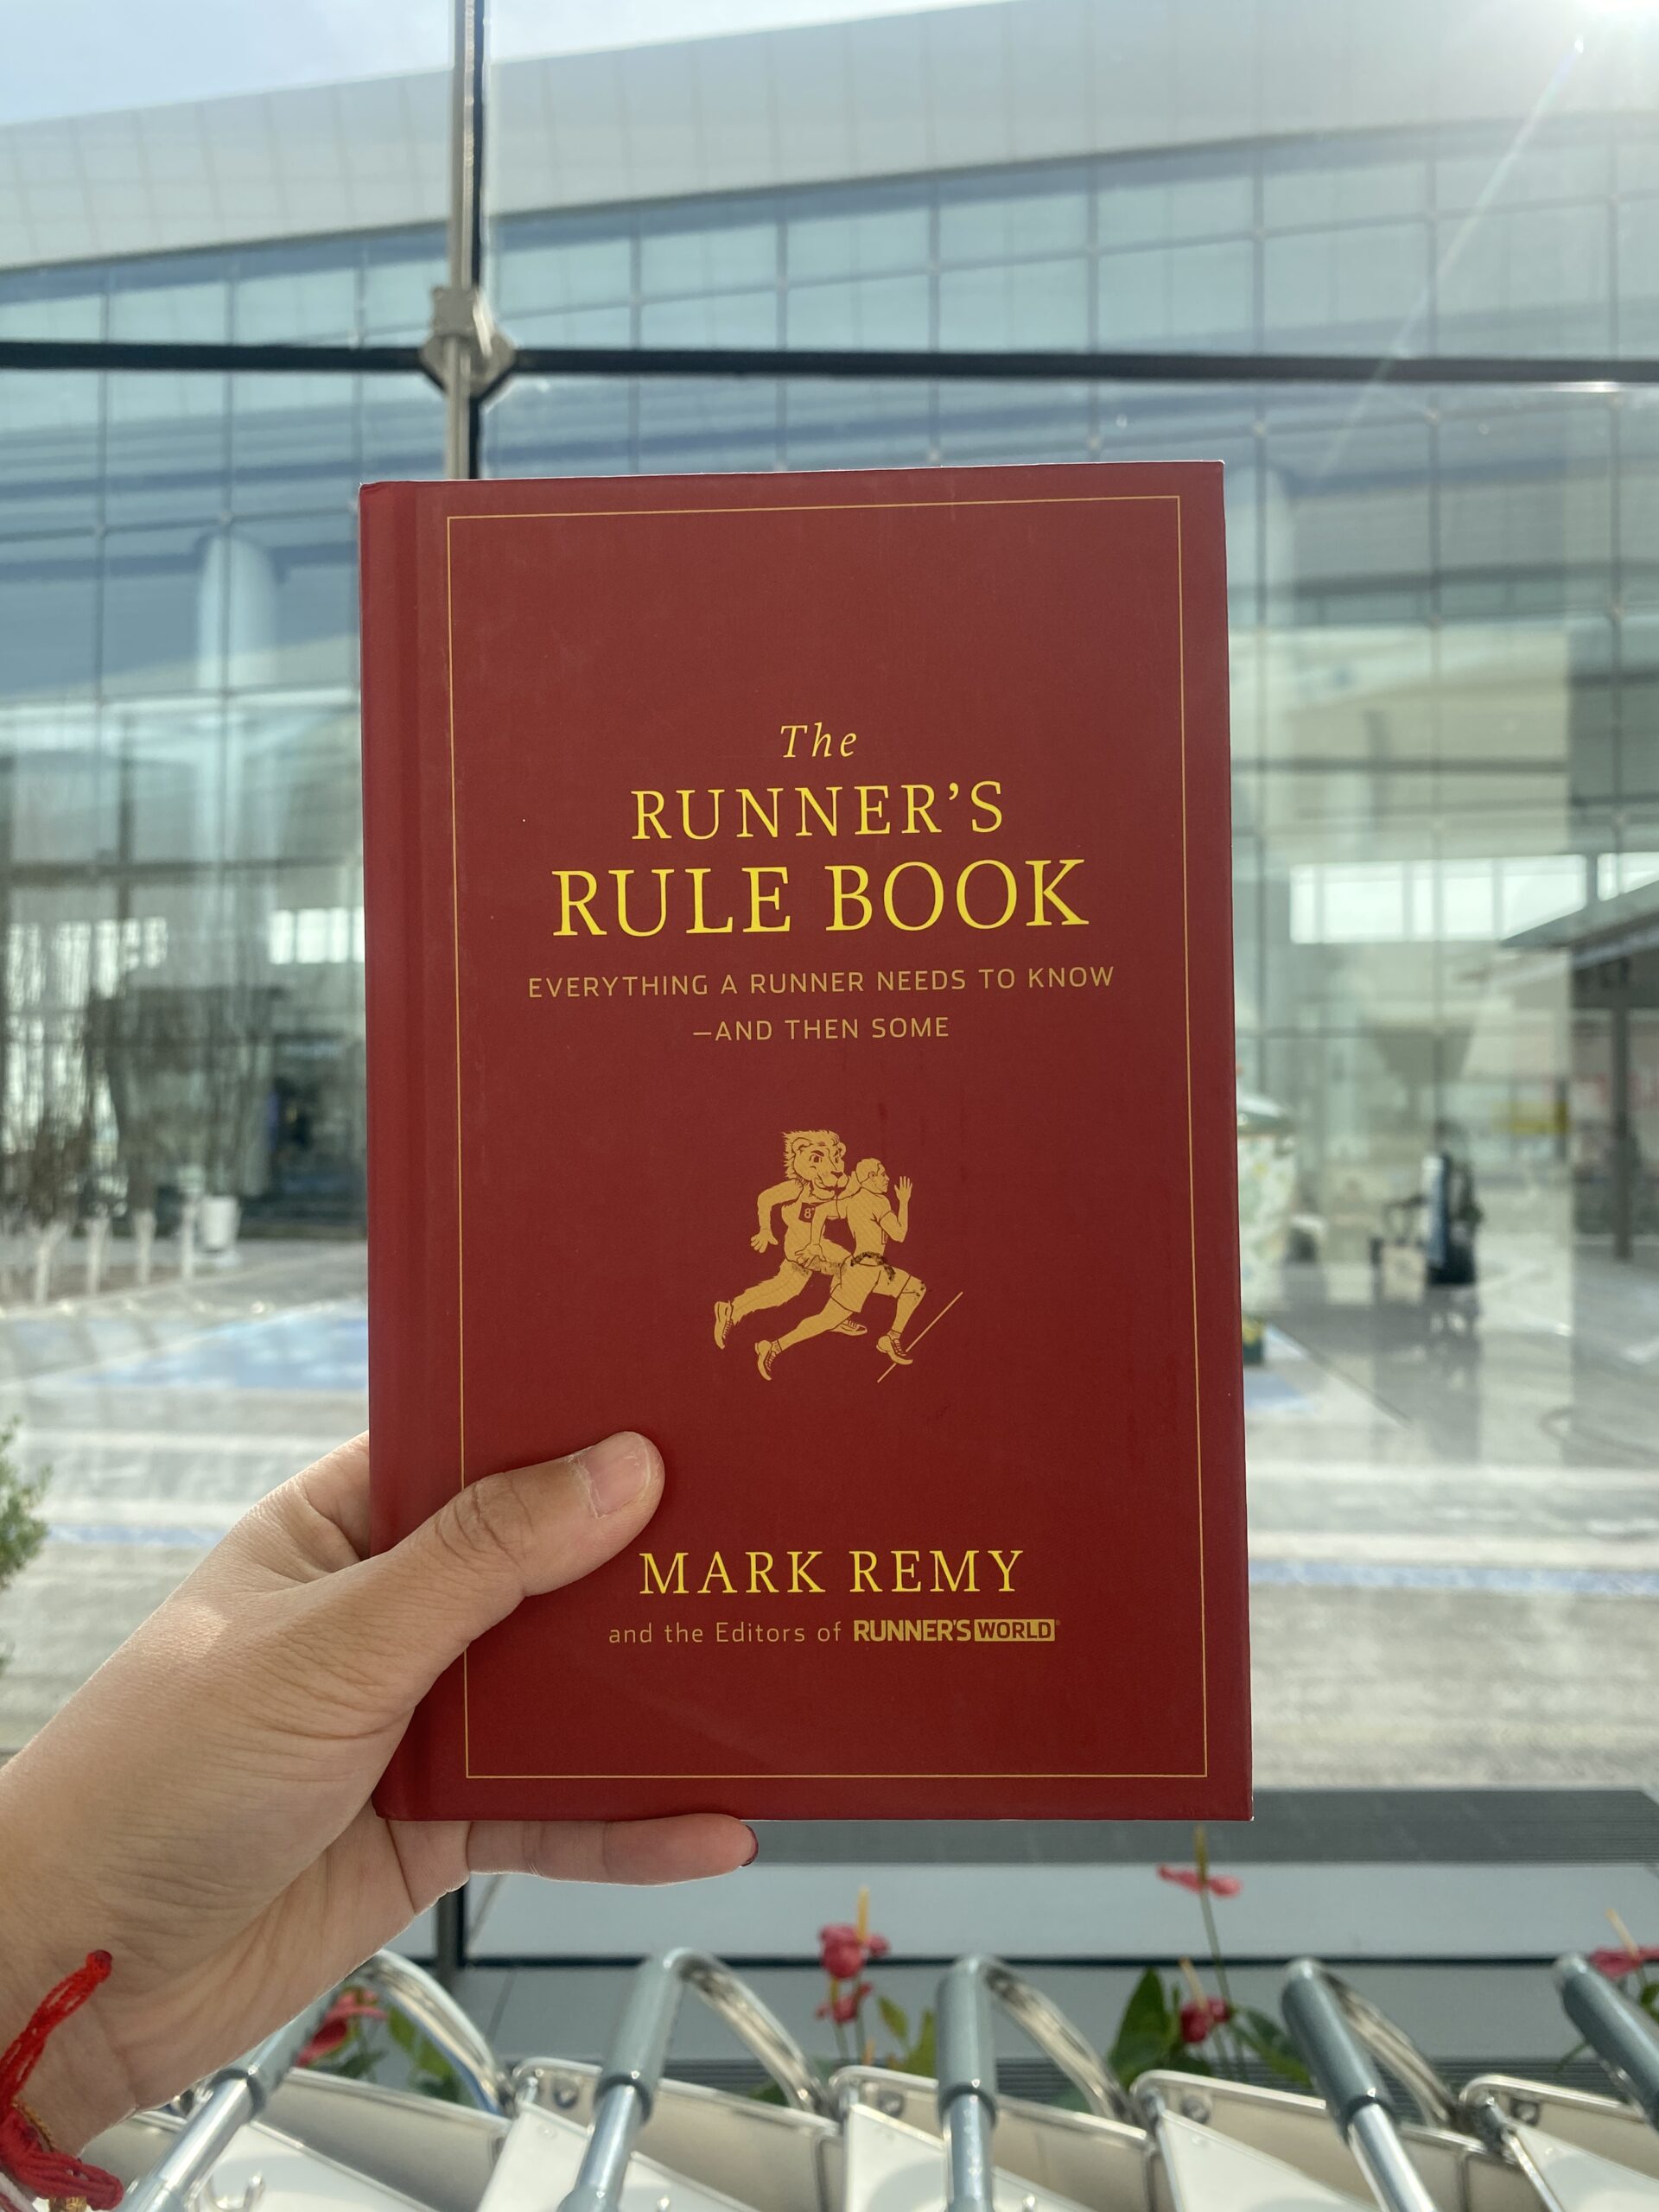 The
RUNNER’S
RULE BOOK
EVERYTHING A RUNNER NEEDS TO KNOW
—AND THEN SOME
8
MARK REMY
and the Editors of RUNNER'S WORLD®